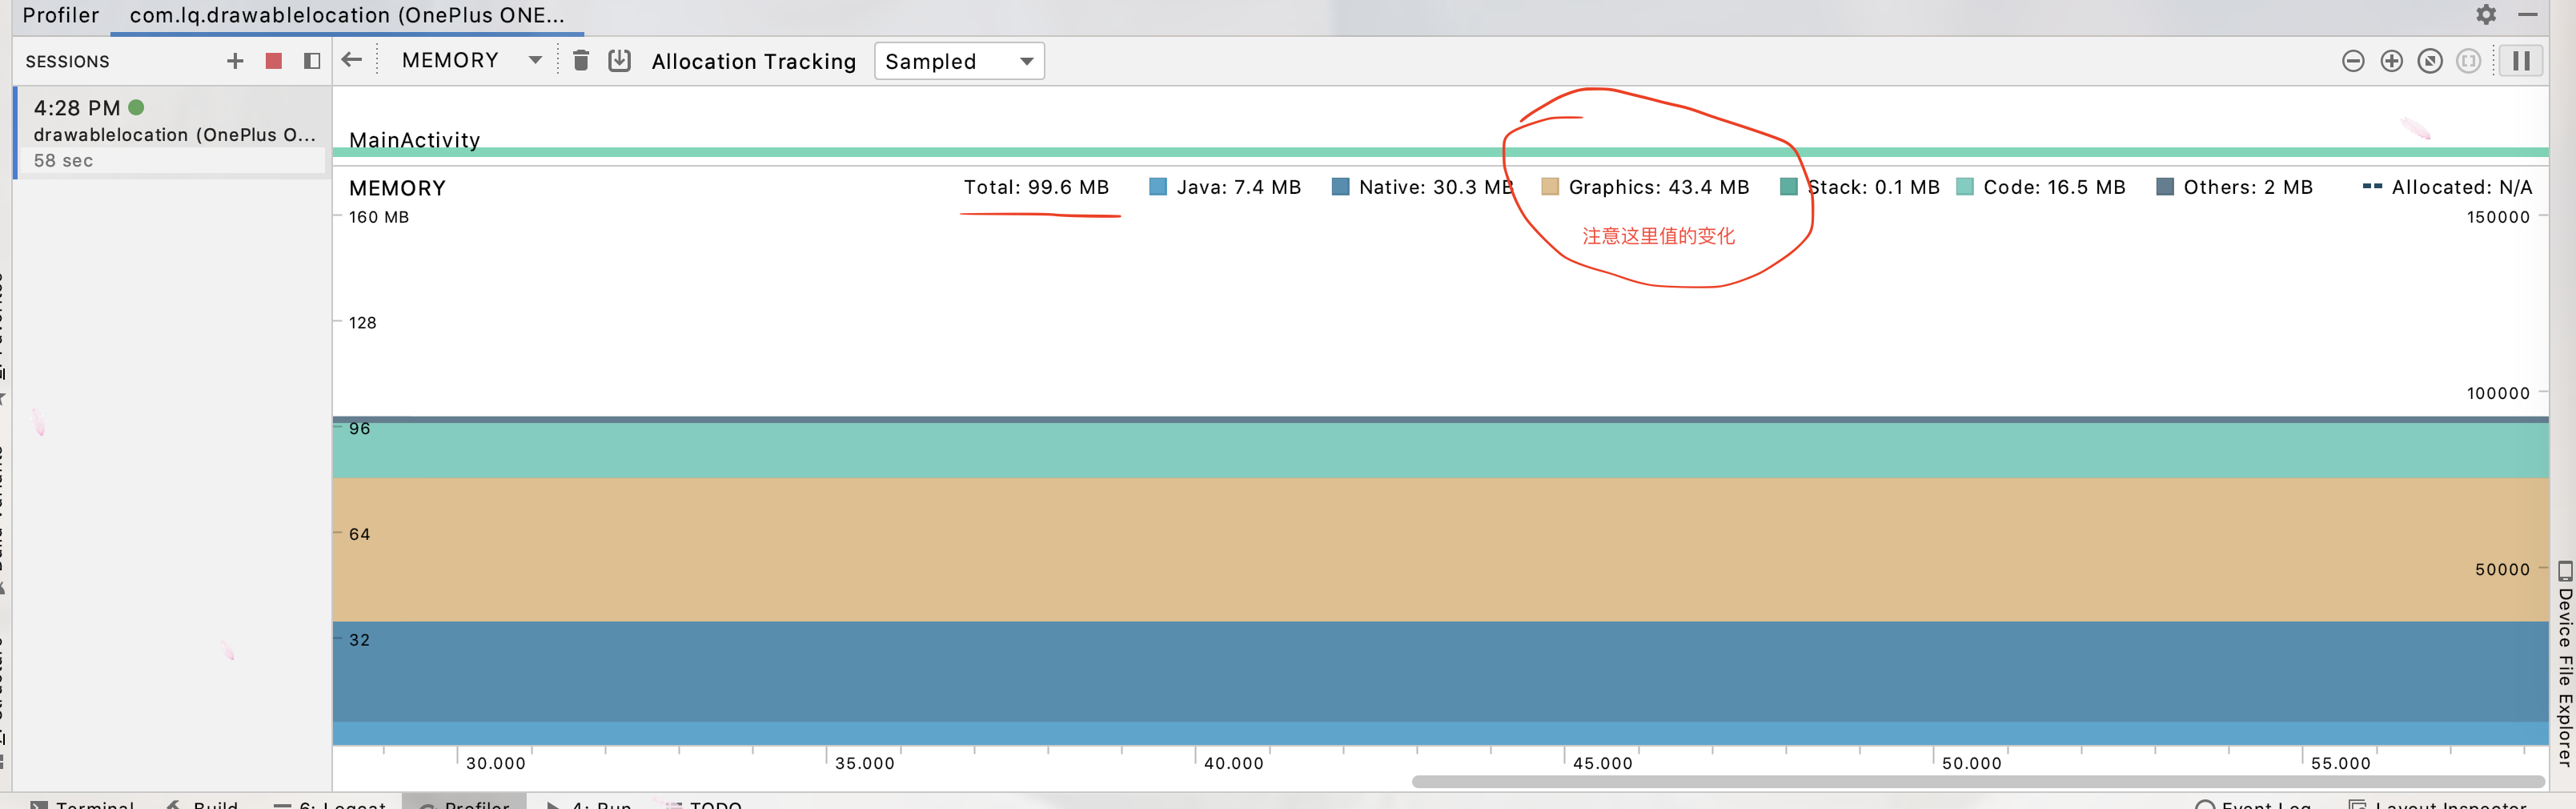 Profiler com.lq.drawablelocation (OnePlus ONE...
SESSIONS
MEMORY
Allocation Tracking
Sampled
4:28 PM
drawablelocation (OnePlus O...
58 sec
MainActivity
MEMORY
Total: 99.6 MB Java: 7.4 MB Native: 30.3 MB Graphics: 43.4 MB Stack: 0.1 MB Code: 16.5 MB Others: 2 MB Allocated: N/A
160 MB
150000
注意这里值的变化
128
100000
96
64
50000
32
30.000 35.000 40.000 45.000 50.000 55.000
Device File Explorer
Terminal Build 6: Logcat Profiler 4: Run TODO Event Log Layout Inspector